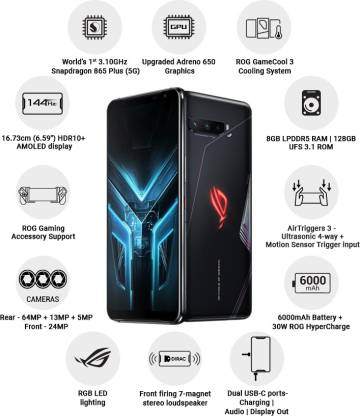 GPU
World's 1st 3.10GHz
Snapdragon 865 Plus (5G)
Upgraded Adreno 650
Graphics
ROG GameCool 3
Cooling System
144Hz
16.73cm (6.59") HDR10+
AMOLED display
8GB LPDDR5 RAM | 128GB
UFS 3.1 ROM
ROG Gaming
Accessory Support
AirTriggers 3 -
Ultrasonic 4-way +
Motion Sensor Trigger input
CAMERAS
Rear - 64MP + 13MP + 5MP
Front - 24MP
6000
mAh
6000mAh Battery +
30W ROG HyperCharge
RGB LED
lighting
DIRAC
Front firing 7-magnet
stereo loudspeaker
Dual USB-C ports-
Charging |
Audio | Display Out